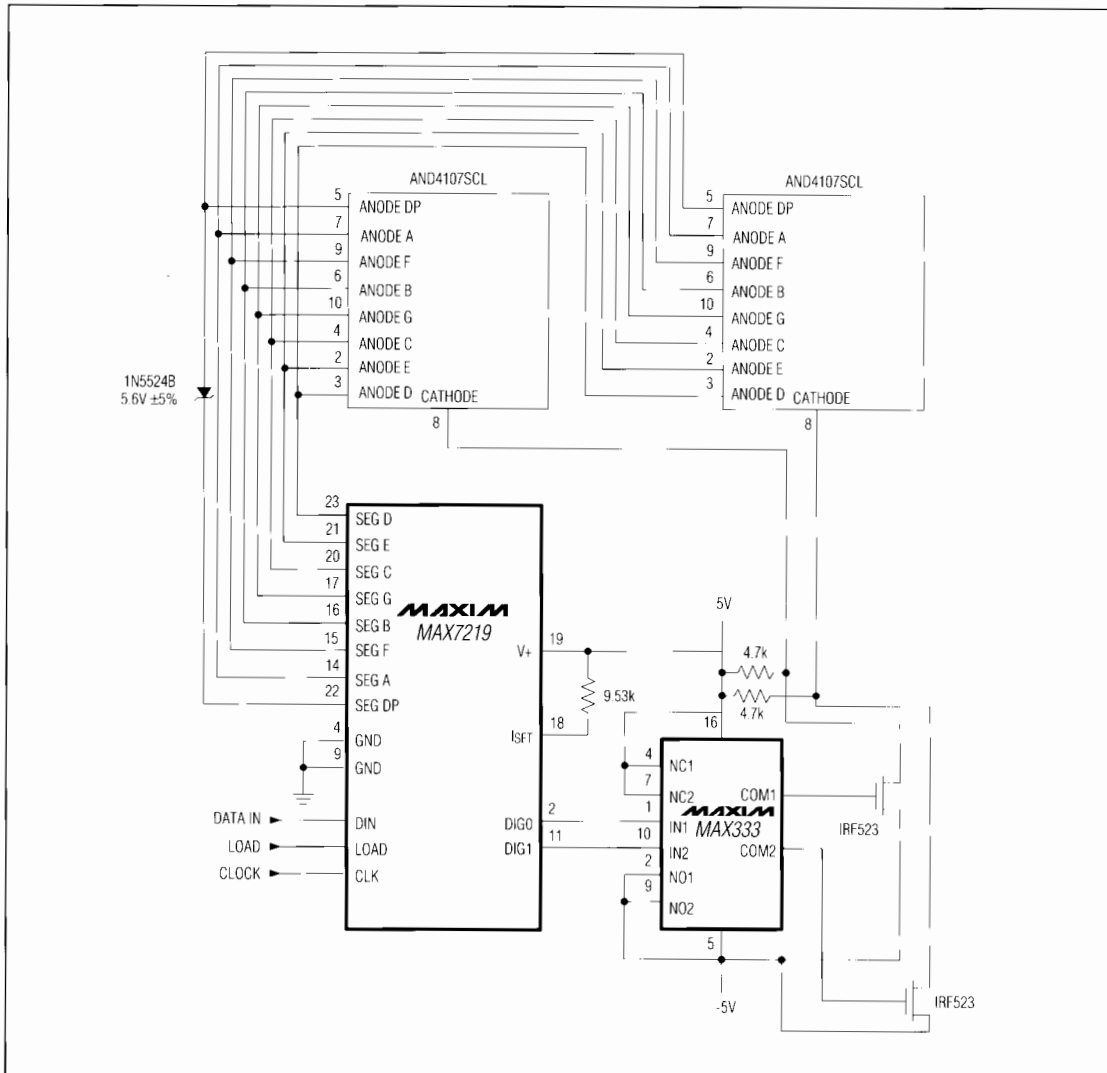 AND4107SCL
5 ANODE DP
7 ANODE A
9 ANODE F
6 ANODE B
10 ANODE G
4 ANODE C
2 ANODE E
3 ANODE D
CATHODE
8
AND4107SCL
5 ANODE DP
7 ANODE A
9 ANODE F
6 ANODE B
10 ANODE G
4 ANODE C
2 ANODE E
3 ANODE D
CATHODE
8
1N5524B
5.6V ±5%
23 SEG D
21 SEG E
20 SEG C
17 SEG G
16 SEG B
15 SEG F
14 SEG A
22 SEG DP
4 GND
9 GND
DATA IN DIN
LOAD LOAD
CLOCK CLK
MAXIM
MAX7219
V+ 19
9.53k
ISET 18
DIG0 2
DIG1 11
5V
4.7k
4.7k
16
4 NC1
7 NC2
1 IN1
10 IN2
2 NO1
9 NO2
MAXIM
MAX333
COM1
COM2
5
-5V
IRF523
IRF523